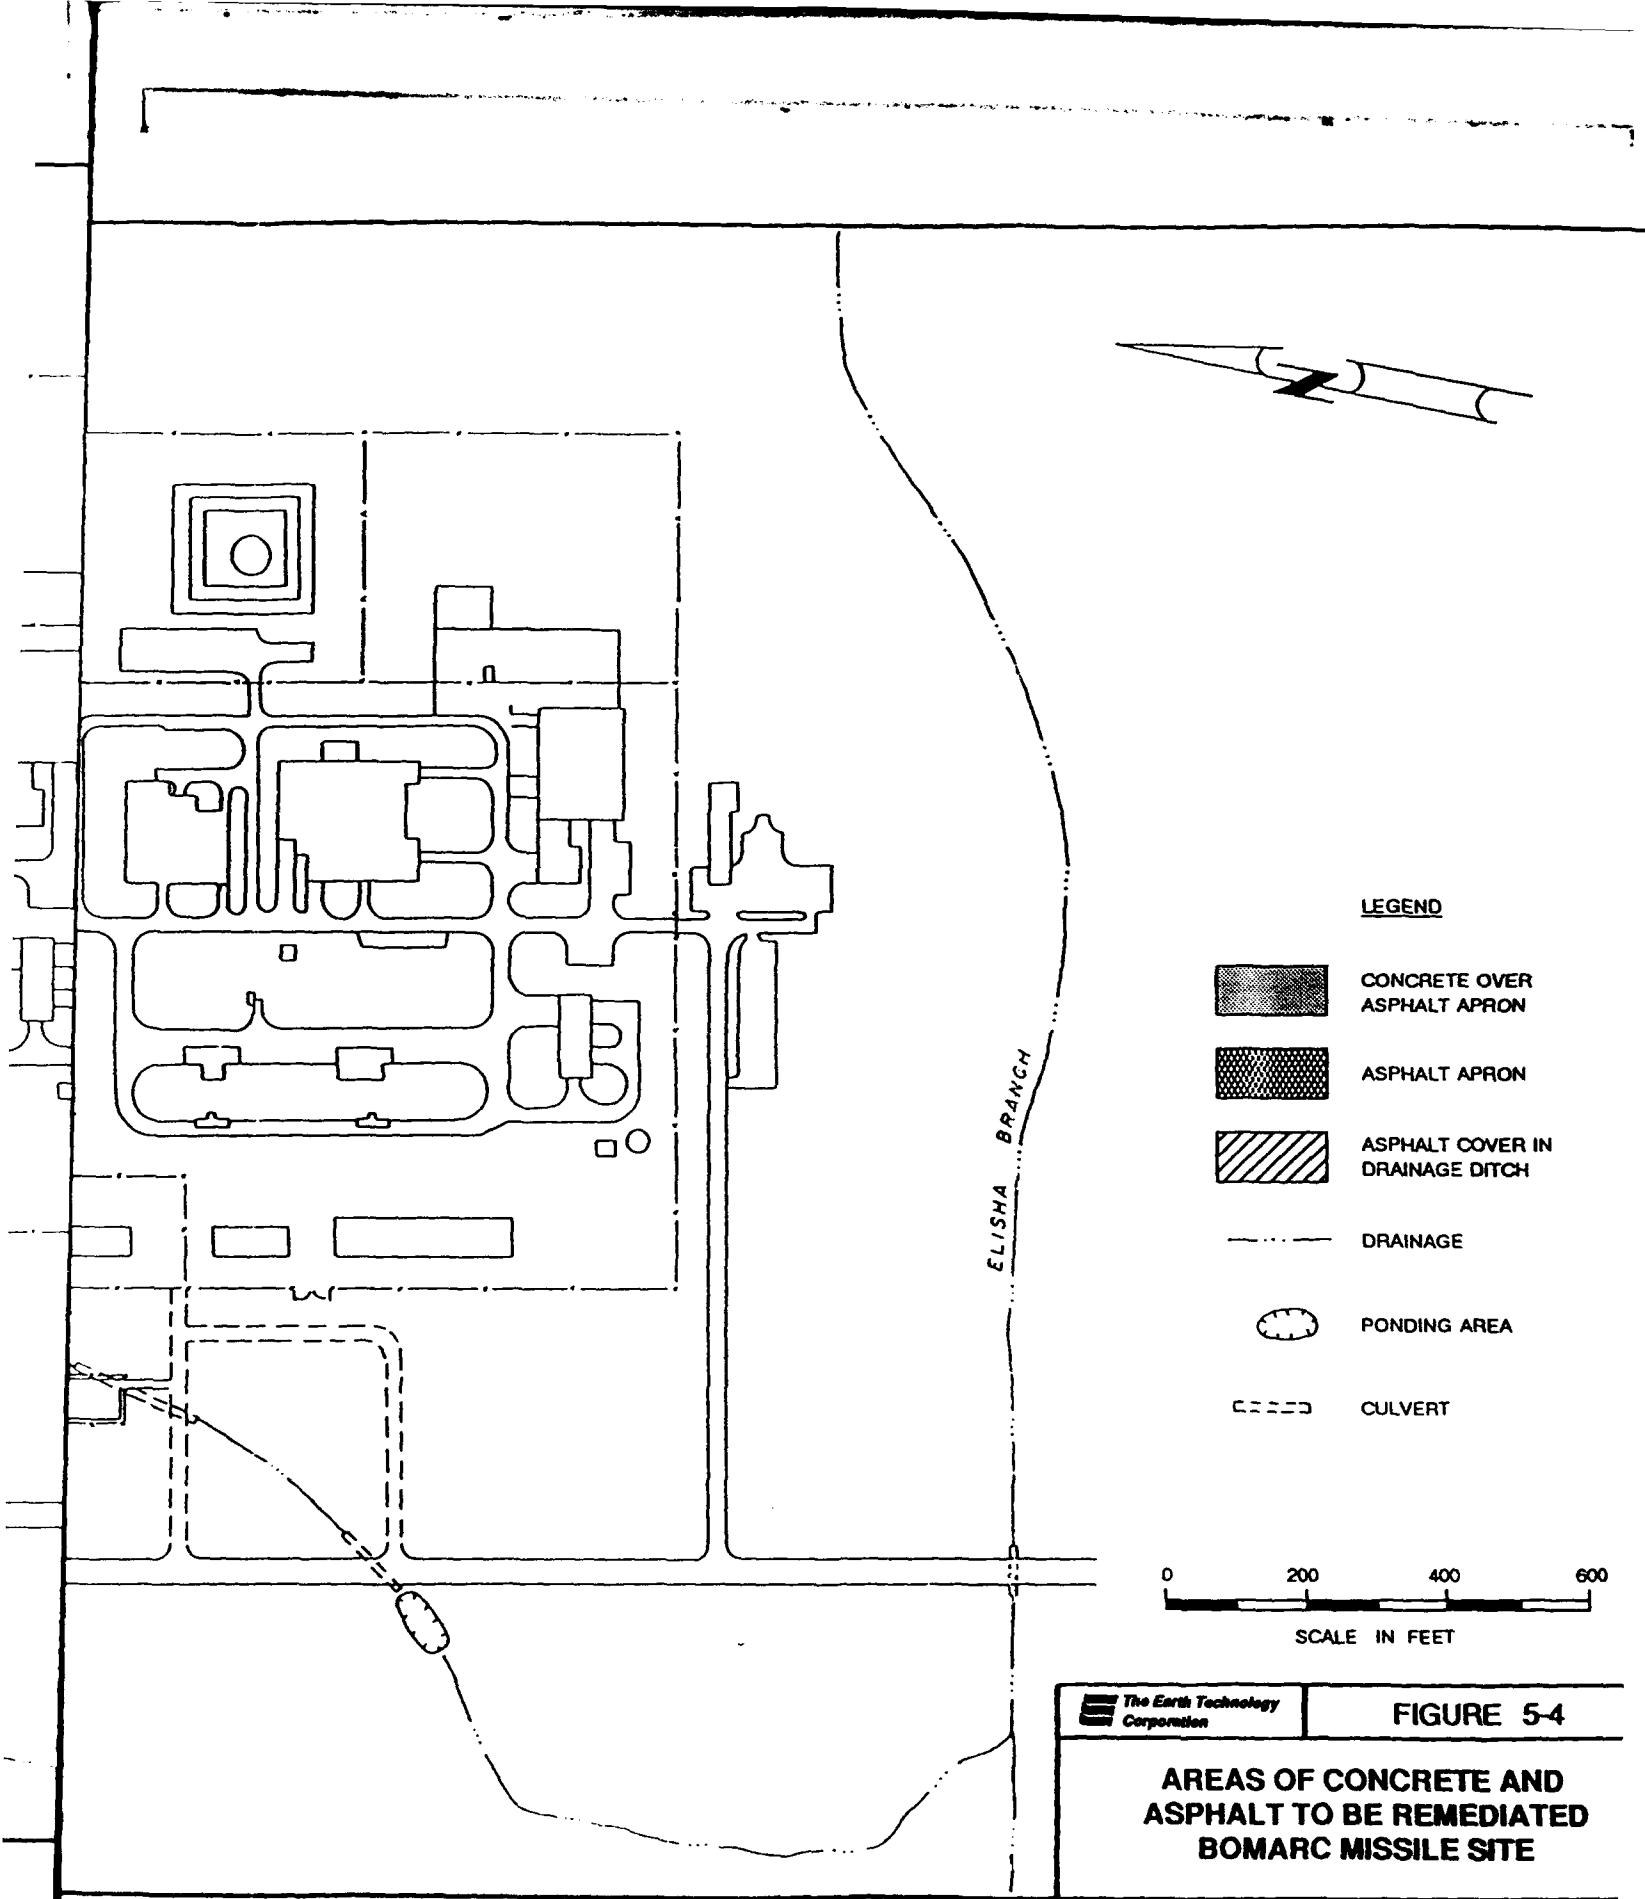 LEGEND
CONCRETE OVER
ASPHALT APRON
ASPHALT APRON
ASPHALT COVER IN
DRAINAGE DITCH
DRAINAGE
PONDING AREA
CULVERT
ELISHA BRANCH
0 200 400 600
SCALE IN FEET
The Earth Technology
Corporation
FIGURE 5-4
AREAS OF CONCRETE AND
ASPHALT TO BE REMEDIATED
BOMARC MISSILE SITE